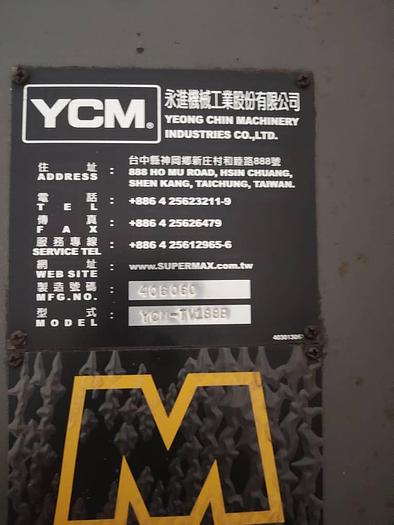 YCM®
永進機械工業股份有限公司
YEONG CHIN MACHINERY
INDUSTRIES CO.,LTD.
住址 ADDRESS : 台中縣神岡鄉新庄村和睦路888號
888 HO MU ROAD, HSIN CHUANG,
SHEN KANG, TAICHUNG, TAIWAN.
電話 TEL : +886 4 25623211-9
傳真 FAX : +886 4 25626479
服務專線 SERVICE TEL : +886 4 25612965-6
網址 WEB SITE : www.SUPERMAX.com.tw
製造號碼 MFG.NO. : 406060
型式 MODEL : 
M